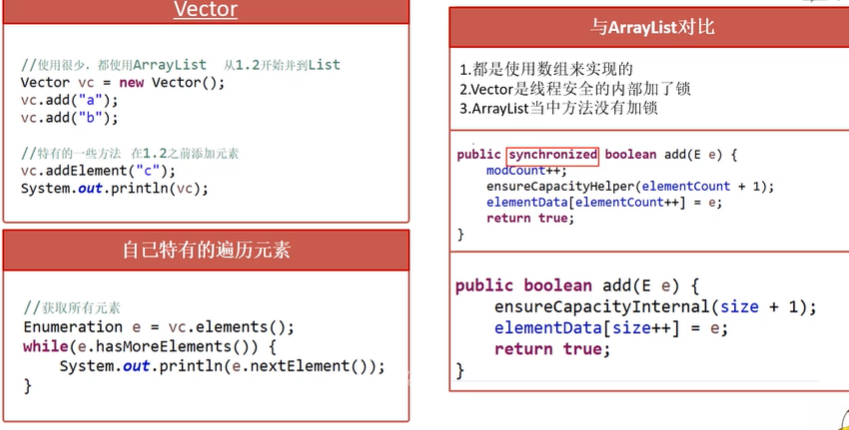 Vector
//使用很少，都使用ArrayList 从1.2开始并到List
Vector vc = new Vector();
vc.add("a");
vc.add("b");
//特有的一些方法 在1.2之前添加元素
vc.addElement("c");
System.out.println(vc);
自己特有的遍历元素
//获取所有元素
Enumeration e = vc.elements();
while(e.hasMoreElements()) {
System.out.println(e.nextElement());
}
与ArrayList对比
1.都是使用数组来实现的
2.Vector是线程安全的内部加了锁
3.ArrayList当中方法没有加锁
public synchronized boolean add(E e) {
modCount++;
ensureCapacityHelper(elementCount + 1);
elementData[elementCount++] = e;
return true;
}
public boolean add(E e) {
ensureCapacityInternal(size + 1);
elementData[size++] = e;
return true;
}